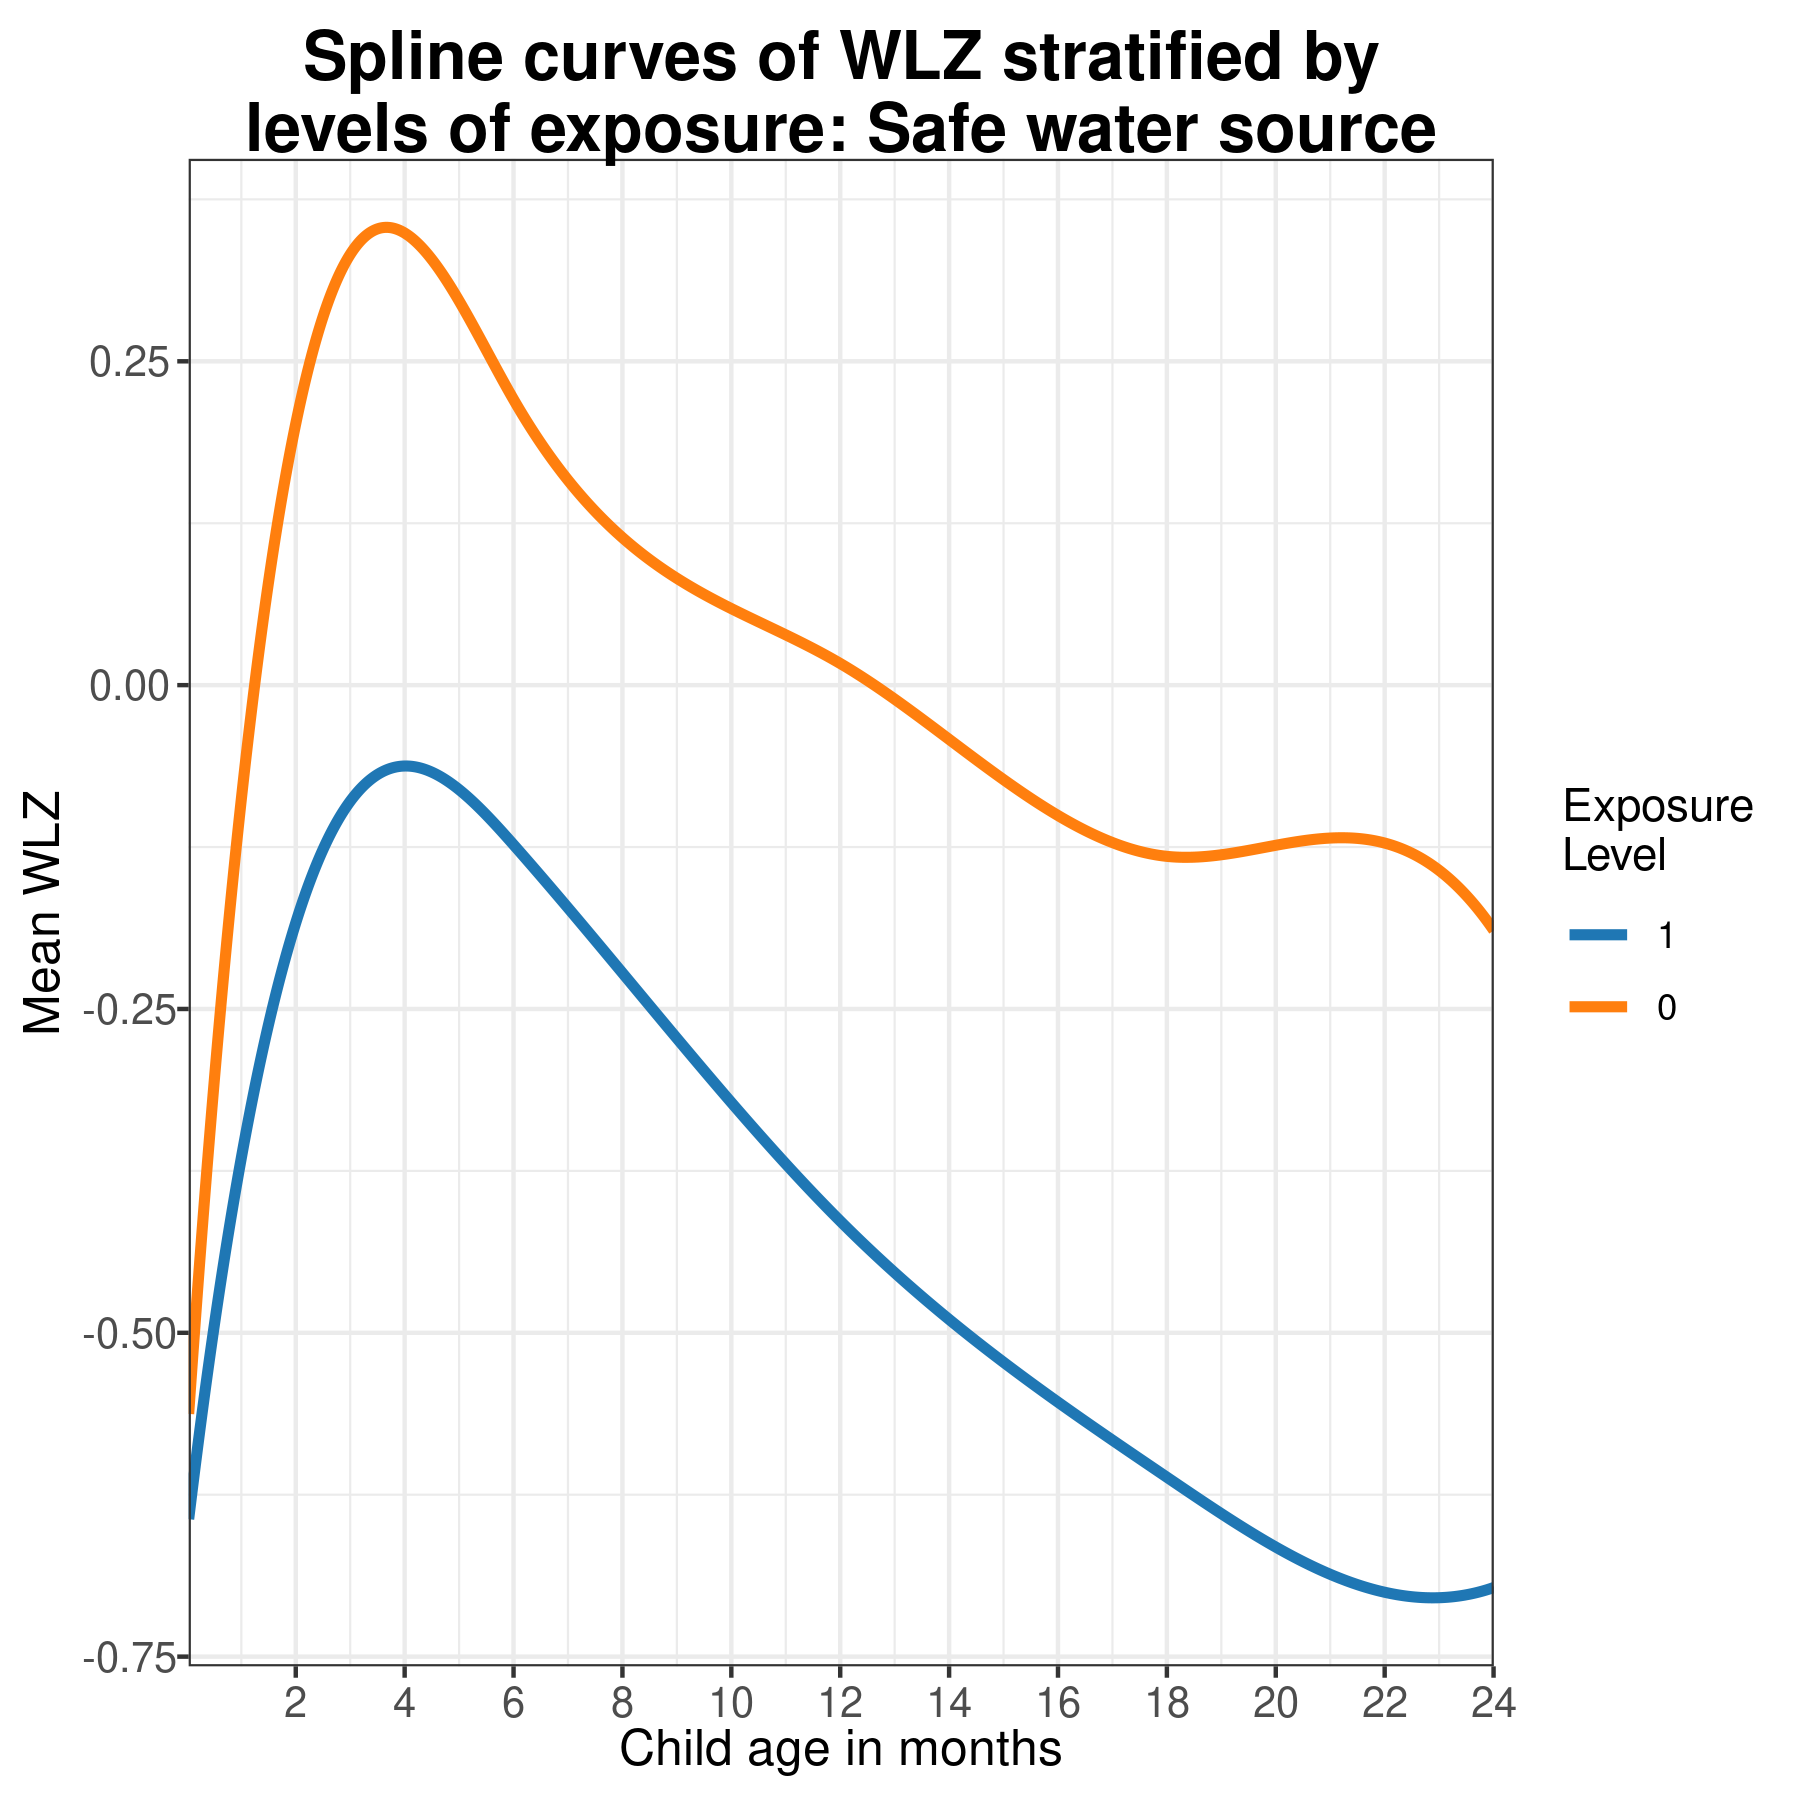 Spline curves of WLZ stratified by
levels of exposure: Safe water source
Mean WLZ
0.25
0.00
-0.25
-0.50
-0.75
2 4 6 8 10 12 14 16 18 20 22 24
Child age in months
Exposure
Level
1
0